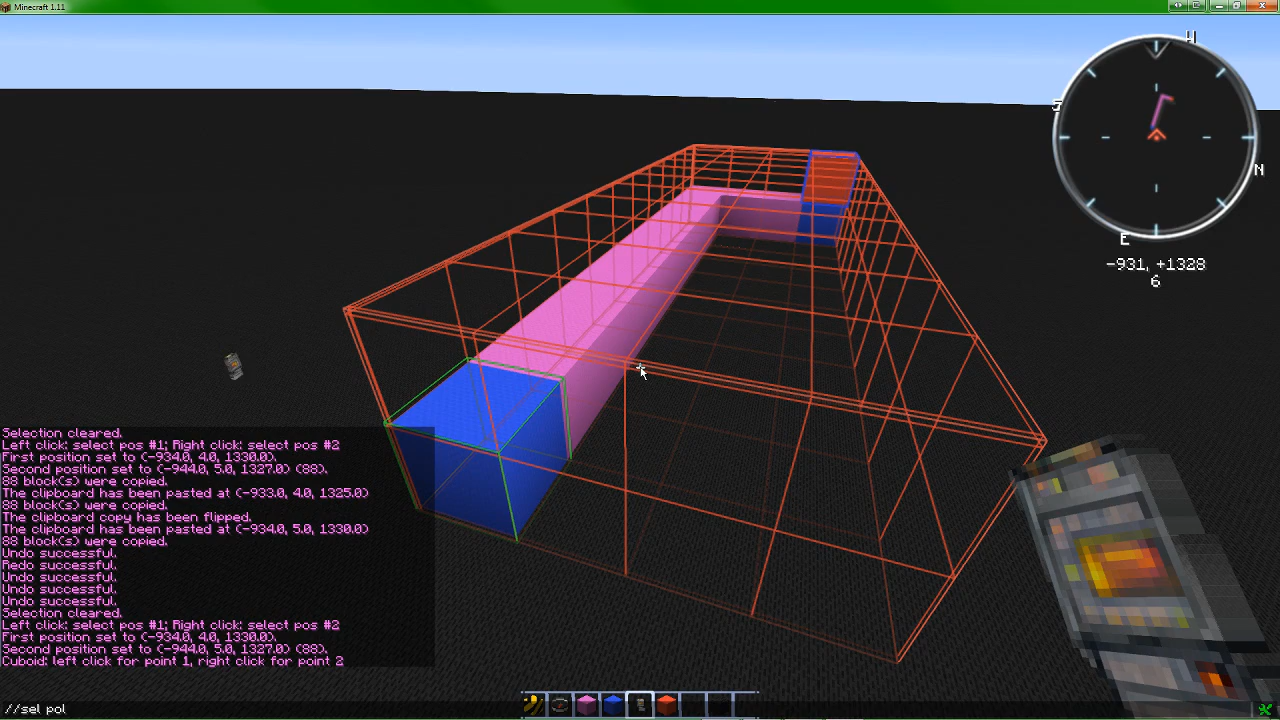 Minecraft 1.11
W
S
N
E
-931, +1328
6
Selection cleared.
Left click: select pos #1; Right click: select pos #2
First position set to (-934.0, 4.0, 1330.0).
Second position set to (-944.0, 5.0, 1327.0) (88).
88 block(s) were copied.
The clipboard has been pasted at (-933.0, 4.0, 1325.0)
88 block(s) were copied.
The clipboard copy has been flipped.
The clipboard has been pasted at (-934.0, 5.0, 1330.0)
88 block(s) were copied.
Undo successful.
Redo successful.
Undo successful.
Undo successful.
Undo successful.
Selection cleared.
Left click: select pos #1; Right click: select pos #2
First position set to (-934.0, 4.0, 1330.0).
Second position set to (-944.0, 5.0, 1327.0) (88).
Cuboid: left click for point 1, right click for point 2
//sel pol